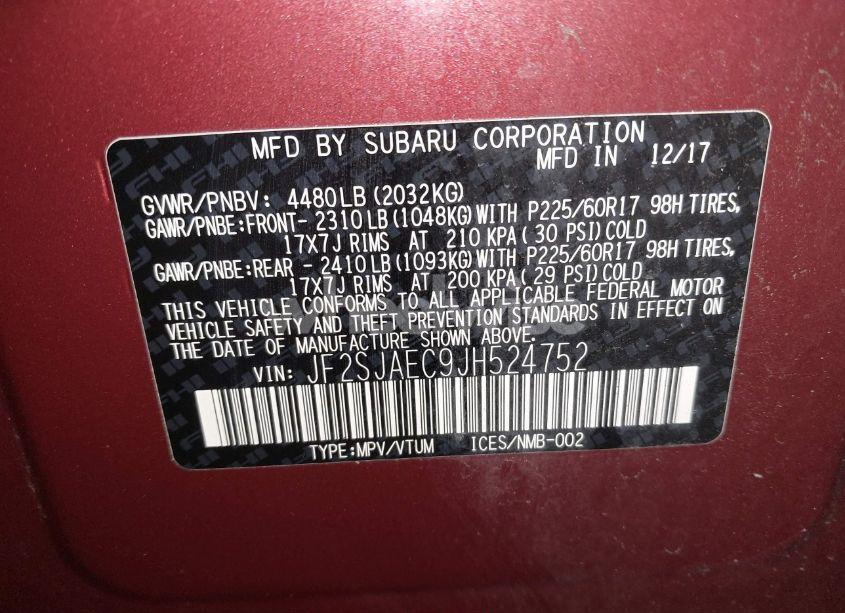 MFD BY SUBARU CORPORATION
MFD IN 12/17
GVWR/PNBV: 4480LB (2032KG)
GAWR/PNBE:FRONT- 2310LB (1048KG)WITH P225/60R17 98H TIRES,
17X7J RIMS AT 210 KPA( 30 PSI)COLD
GAWR/PNBE:REAR - 2410LB (1093KG)WITH P225/60R17 98H TIRES,
17X7J RIMS AT 200 KPA( 29 PSI)COLD
THIS VEHICLE CONFORMS TO ALL APPLICABLE FEDERAL MOTOR
VEHICLE SAFETY AND THEFT PREVENTION STANDARDS IN EFFECT ON
THE DATE OF MANUFACTURE SHOWN ABOVE.
VIN: JF2SJAEC9JH524752
TYPE:MPV/VTUM ICES/NMB-002